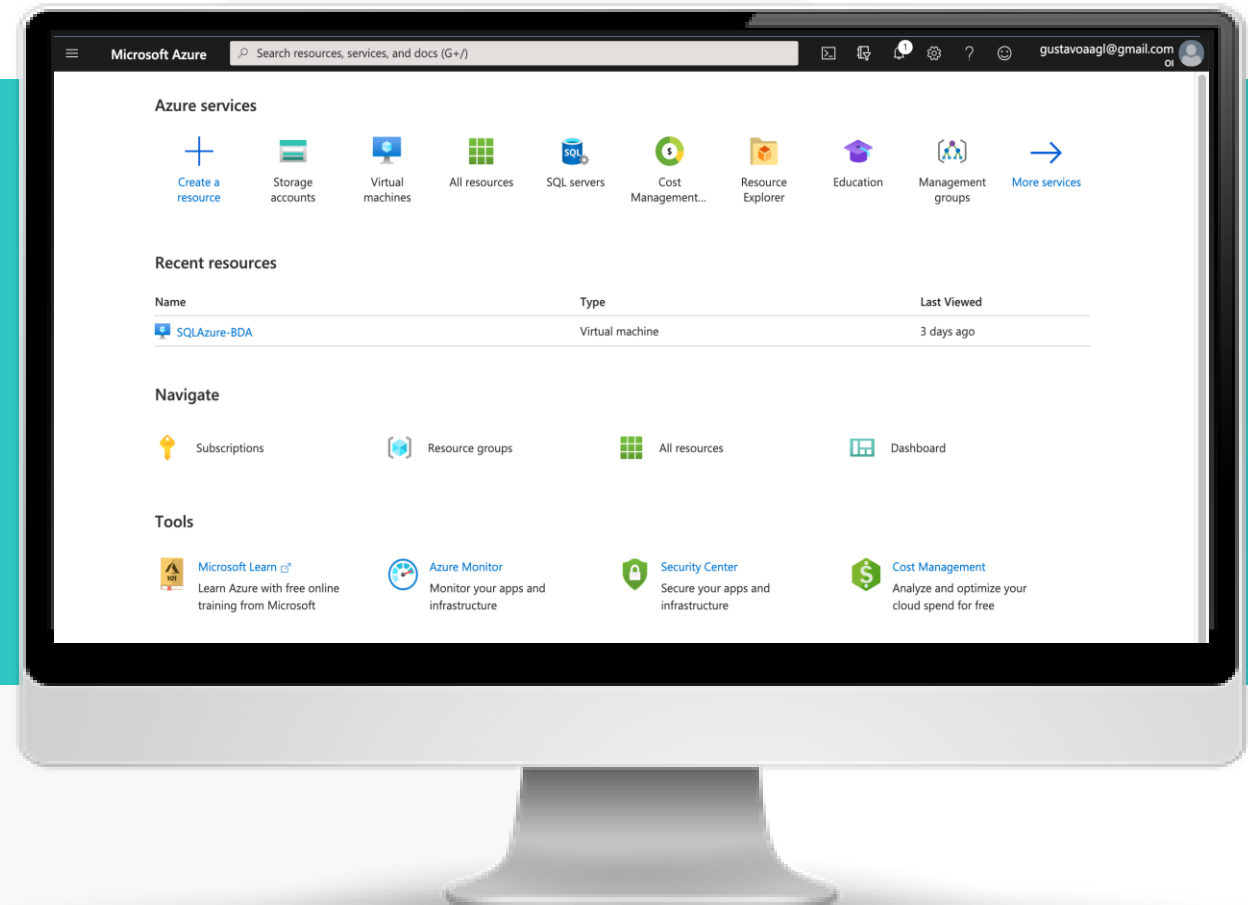 Microsoft Azure
Search resources, services, and docs (G+/)
1
gustavoaagl@gmail.com
OI
Azure services
Create a
resource
Storage
accounts
Virtual
machines
All resources
SQL
SQL servers
$
Cost
Management...
Resource
Explorer
Education
Management
groups
More services
Recent resources
Name Type Last Viewed
SQLAzure-BDA Virtual machine 3 days ago
Navigate
Subscriptions
Resource groups
All resources
Dashboard
Tools
101
Microsoft Learn
Learn Azure with free online
training from Microsoft
Azure Monitor
Monitor your apps and
infrastructure
Security Center
Secure your apps and
infrastructure
$
Cost Management
Analyze and optimize your
cloud spend for free